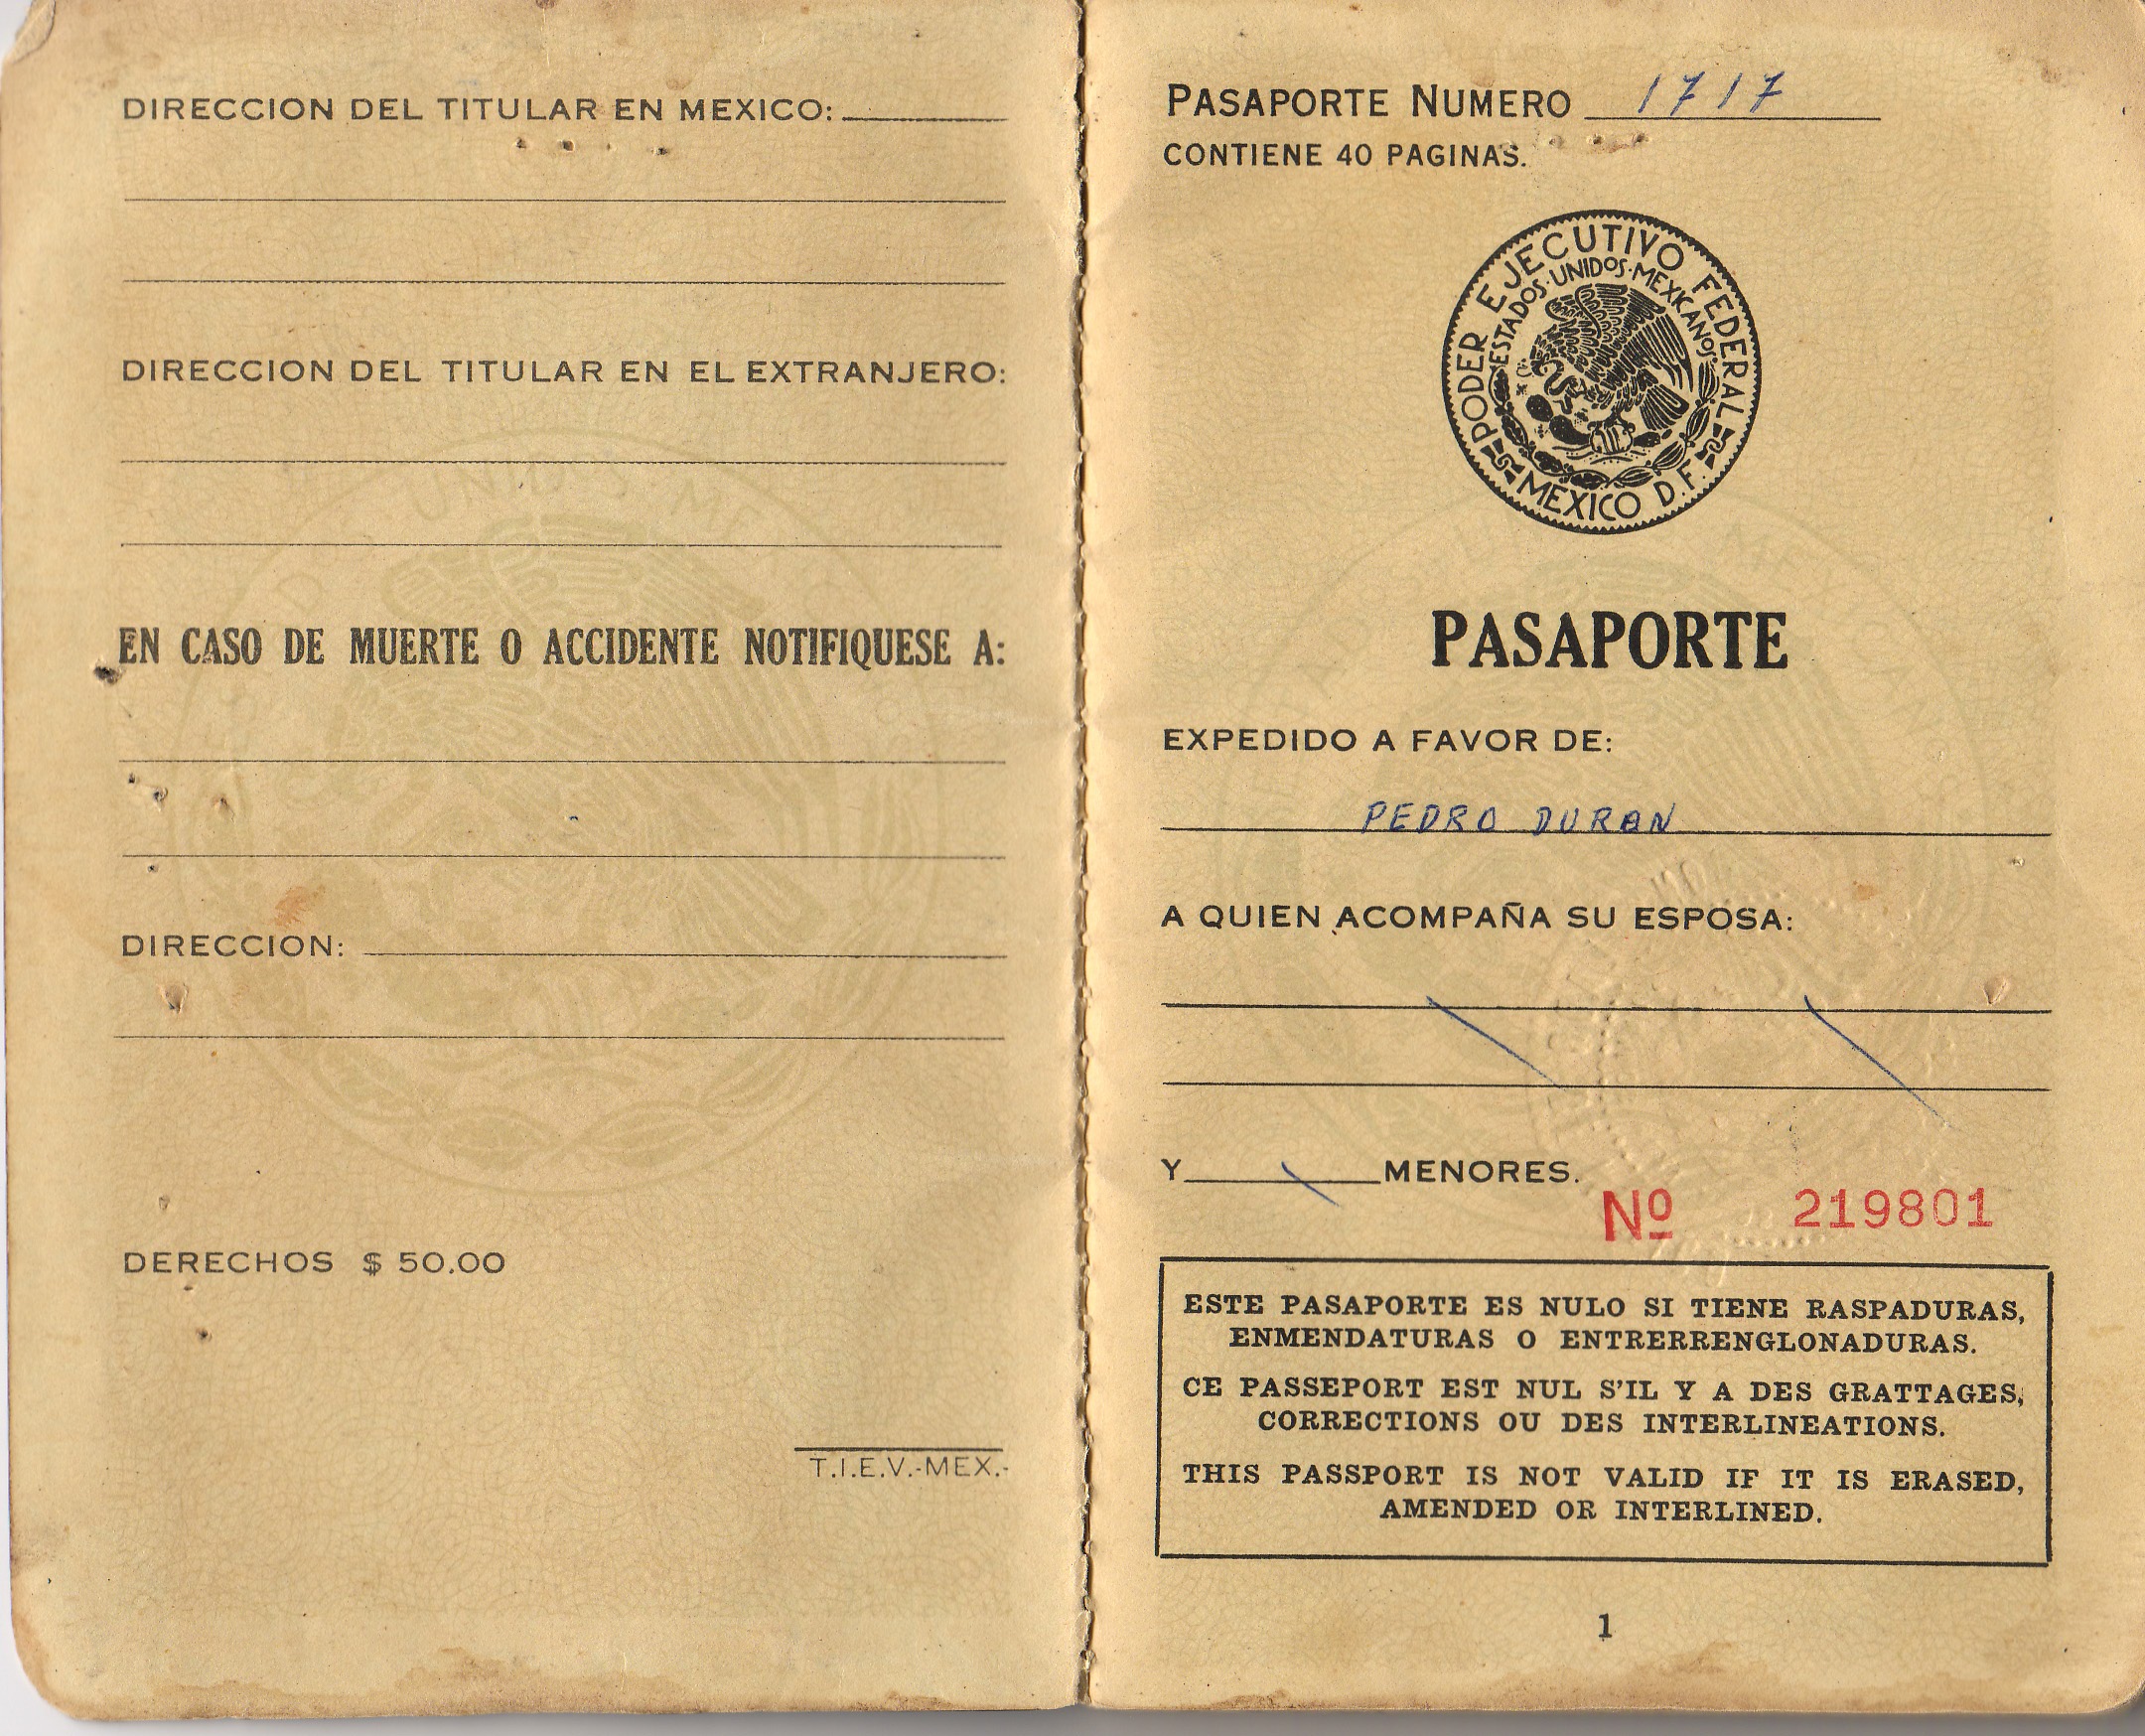 DIRECCION DEL TITULAR EN MEXICO:
DIRECCION DEL TITULAR EN EL EXTRANJERO:
EN CASO DE MUERTE O ACCIDENTE NOTIFIQUESE A:
DIRECCION:
DERECHOS $ 50.00
T.I.E.V.-MEX.-
PASAPORTE NUMERO 1717
CONTIENE 40 PAGINAS.
PODER EJECUTIVO FEDERAL
ESTADOS·UNIDOS·MEXICANOS
MEXICO D.F.
PASAPORTE
EXPEDIDO A FAVOR DE:
PEDRO DURAN
A QUIEN ACOMPAÑA SU ESPOSA:
Y MENORES.
Nº 219801
ESTE PASAPORTE ES NULO SI TIENE RASPADURAS,
ENMENDATURAS O ENTRERRENGLONADURAS.
CE PASSEPORT EST NUL S'IL Y A DES GRATTAGES,
CORRECTIONS OU DES INTERLINEATIONS.
THIS PASSPORT IS NOT VALID IF IT IS ERASED,
AMENDED OR INTERLINED.
1